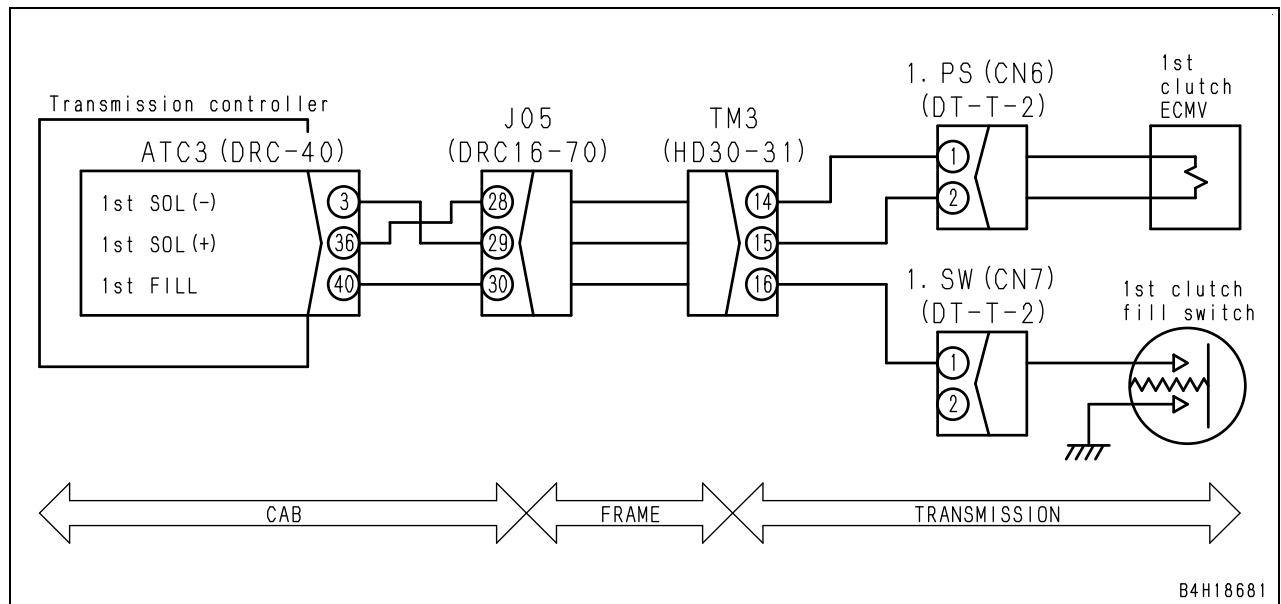 Transmission controller
ATC3 (DRC-40)
1st SOL (-)
1st SOL (+)
1st FILL
3
36
40
J05
(DRC16-70)
28
29
30
TM3
(HD30-31)
14
15
16
1. PS (CN6)
(DT-T-2)
1
2
1st
clutch
ECMV
1. SW (CN7)
(DT-T-2)
1
2
1st clutch
fill switch
CAB
FRAME
TRANSMISSION
B4H18681